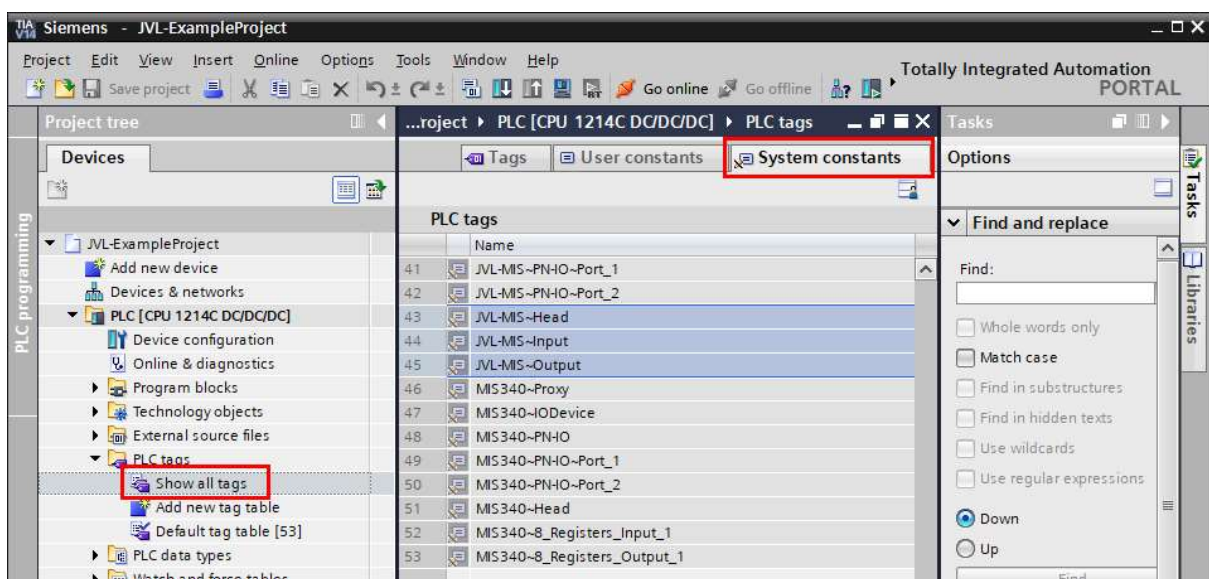 TIA V14 Siemens - JVL-ExampleProject
Project Edit View Insert Online Options Tools Window Help
Totally Integrated Automation
PORTAL
Save project
Go online
Go offline
Project tree
...roject PLC [CPU 1214C DC/DC/DC] PLC tags
Tasks
Devices
Tags
User constants
System constants
Options
PLC tags
Find and replace
JVL-ExampleProject
Add new device
Devices & networks
PLC [CPU 1214C DC/DC/DC]
Device configuration
Online & diagnostics
Program blocks
Technology objects
External source files
PLC tags
Show all tags
Add new tag table
Default tag table [53]
PLC data types
Watch and force tables
Name
41 JVL-MIS~PN-IO~Port_1
42 JVL-MIS~PN-IO~Port_2
43 JVL-MIS~Head
44 JVL-MIS~Input
45 JVL-MIS~Output
46 MIS340~Proxy
47 MIS340~IODevice
48 MIS340~PN-IO
49 MIS340~PN-IO~Port_1
50 MIS340~PN-IO~Port_2
51 MIS340~Head
52 MIS340~8_Registers_Input_1
53 MIS340~8_Registers_Output_1
Find:
Whole words only
Match case
Find in substructures
Find in hidden texts
Use wildcards
Use regular expressions
Down
Up
Find
PLC programming
Tasks
Libraries